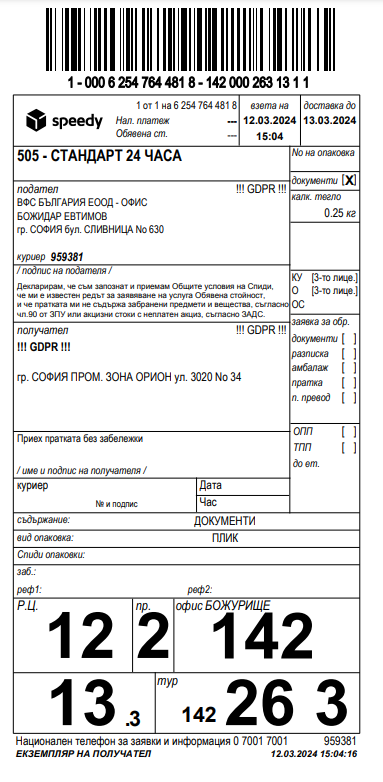 1 - 000 6 254 764 481 8 - 142 000 263 13 1 1
speedy
1 от 1 на 6 254 764 481 8
Нал. платеж ---
Обявена ст. ---
взета на
12.03.2024
15:04
доставка до
13.03.2024
505 - СТАНДАРТ 24 ЧАСА
No на опаковка
документи [X]
калк. тегло
0.25 кг
подател !!! GDPR !!!
ВФС БЪЛГАРИЯ ЕООД - ОФИС
БОЖИДАР ЕВТИМОВ
гр. СОФИЯ бул. СЛИВНИЦА No 630
куриер 959381
/ подпис на подателя /
Декларирам, че съм запознат и приемам Общите условия на Спиди,
че ми е известен редът за заявяване на услуга Обявена стойност,
и че пратката ми не съдържа забранени предмети и вещества, съгласно
чл.90 от ЗПУ или акцизни стоки с неплатен акциз, съгласно ЗАДС.
КУ [3-то лице.]
О [3-то лице.]
ОС
получател !!! GDPR !!!
!!! GDPR !!!
гр. СОФИЯ ПРОМ. ЗОНА ОРИОН ул. 3020 No 34
заявка за обр.
документи [ ]
разписка [ ]
амбалаж [ ]
пратка [ ]
п. превод [ ]
ОПП [ ]
ТПП [ ]
до ет.
Приех пратката без забележки
/ име и подпис на получателя /
куриер
№ и подпис
Дата
Час
съдържание: ДОКУМЕНТИ
вид опаковка: ПЛИК
Спиди опаковки:
заб.:
реф1: реф2:
Р.Ц. пр. офис БОЖУРИЩЕ
12 2 142
тур
13 .3 142 26 3
Национален телефон за заявки и информация 0 7001 7001 959381
ЕКЗЕМПЛЯР НА ПОЛУЧАТЕЛ 12.03.2024 15:04:16